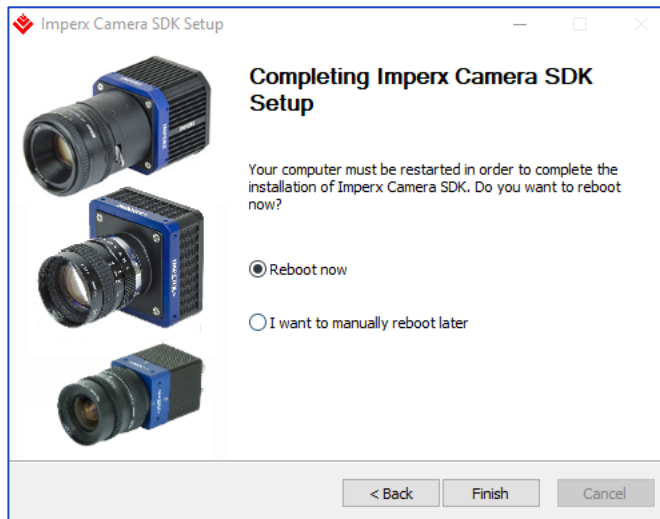 Imperx Camera SDK Setup
Completing Imperx Camera SDK
Setup
Your computer must be restarted in order to complete the
installation of Imperx Camera SDK. Do you want to reboot
now?
Reboot now
I want to manually reboot later
< Back
Finish
Cancel